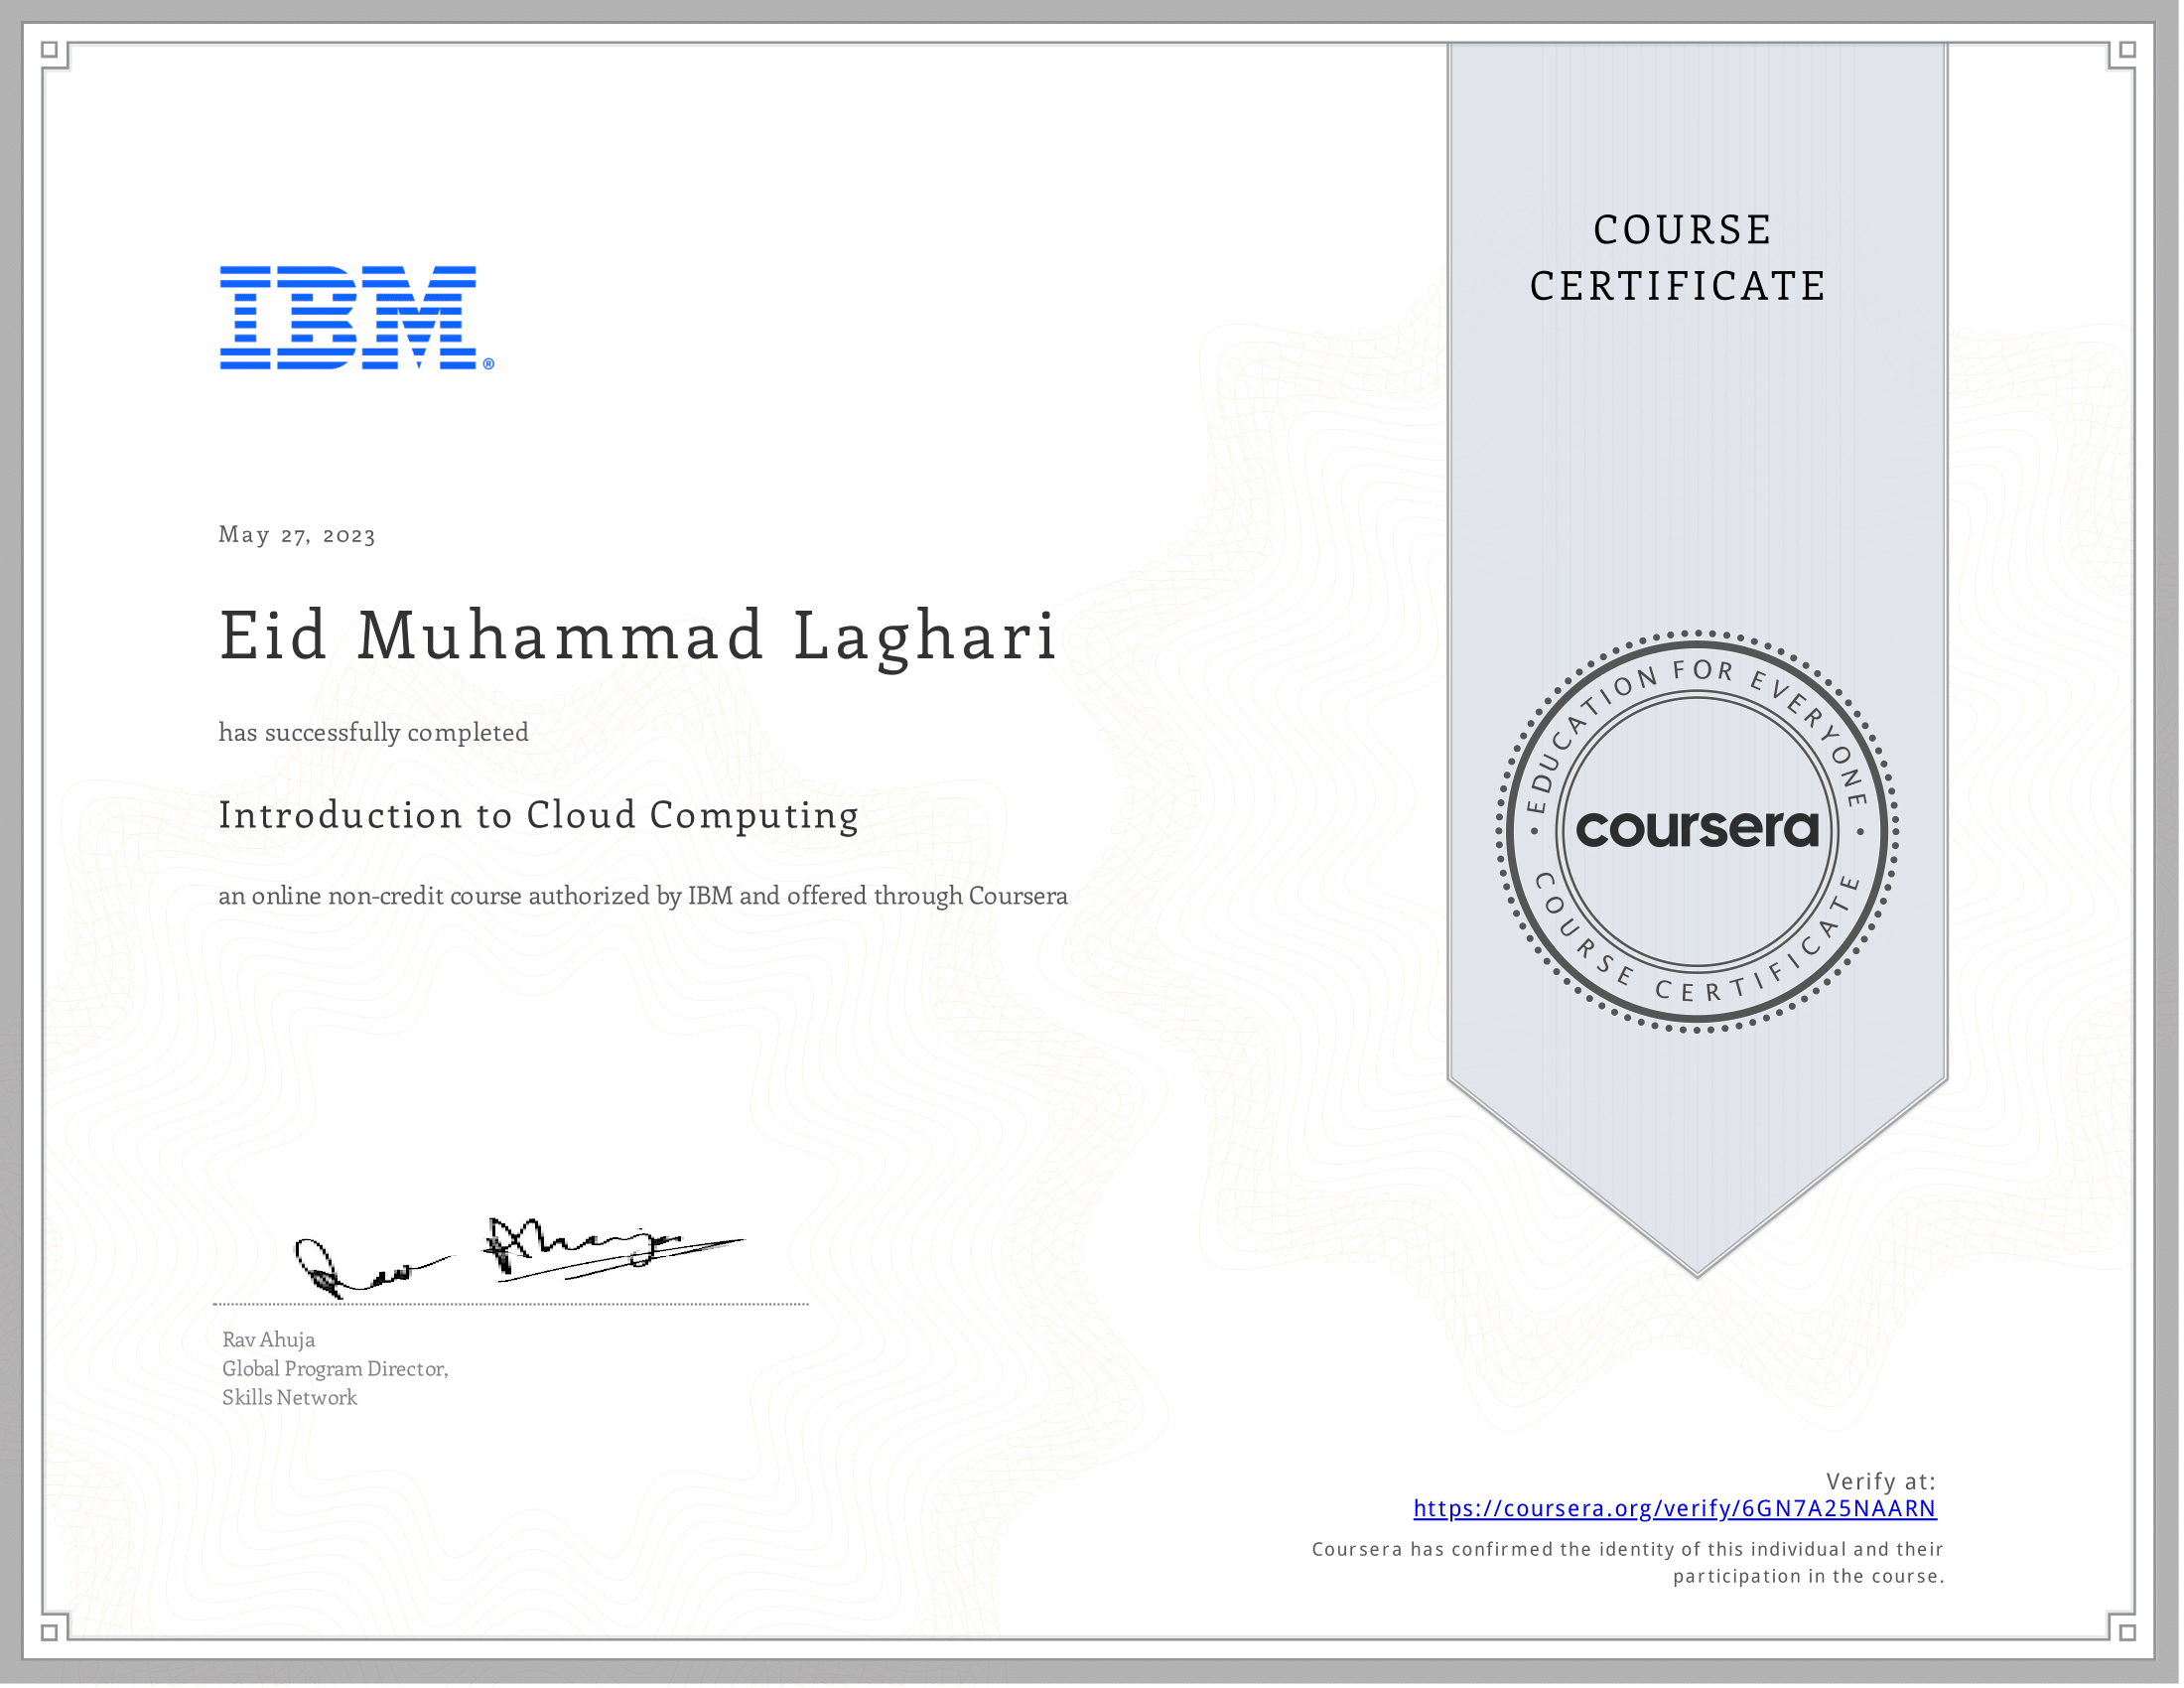 IBM®
May 27, 2023
Eid Muhammad Laghari
has successfully completed
Introduction to Cloud Computing
an online non-credit course authorized by IBM and offered through Coursera
Rav Ahuja
Global Program Director,
Skills Network
COURSE
CERTIFICATE
EDUCATION FOR EVERYONE
coursera
COURSE CERTIFICATE
Verify at:
https://coursera.org/verify/6GN7A25NAARN
Coursera has confirmed the identity of this individual and their
participation in the course.